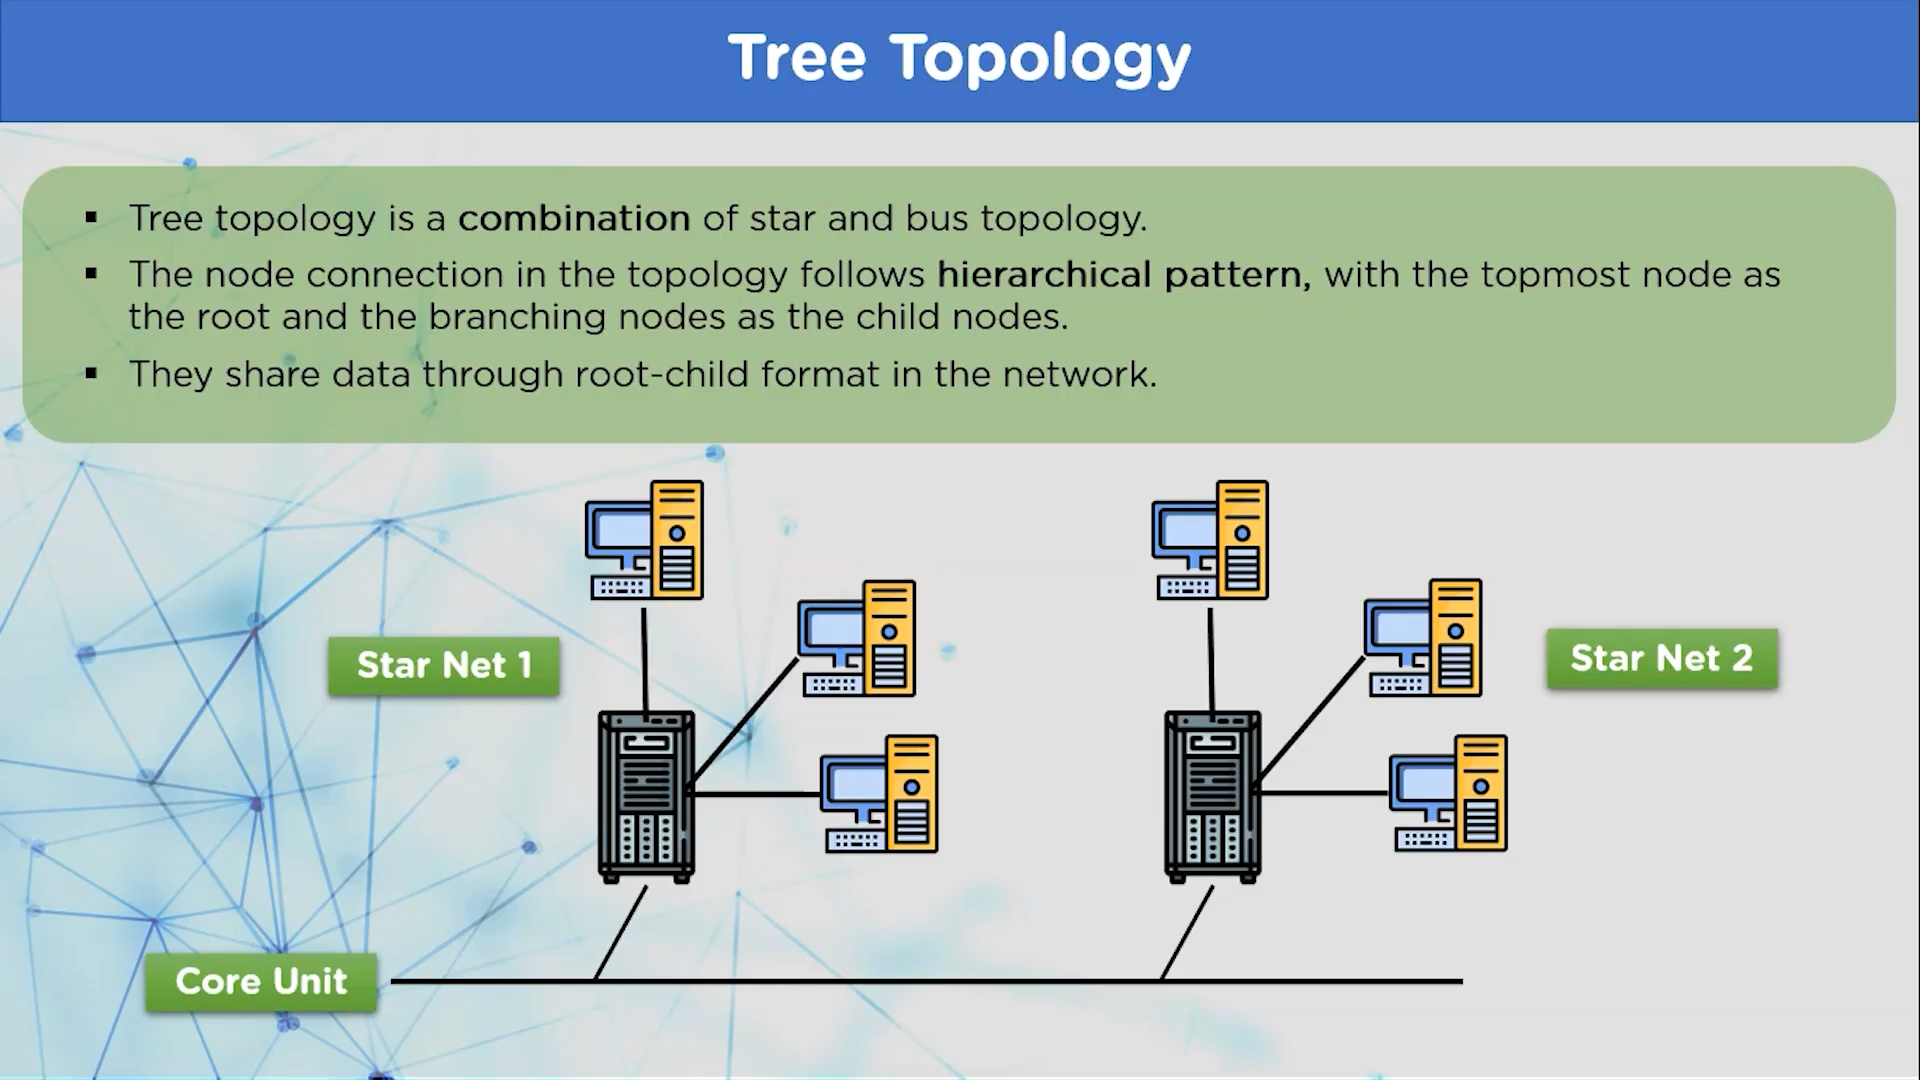 Tree Topology
▪ Tree topology is a combination of star and bus topology.
▪ The node connection in the topology follows hierarchical pattern, with the topmost node as
the root and the branching nodes as the child nodes.
▪ They share data through root-child format in the network.
Star Net 1
Star Net 2
Core Unit